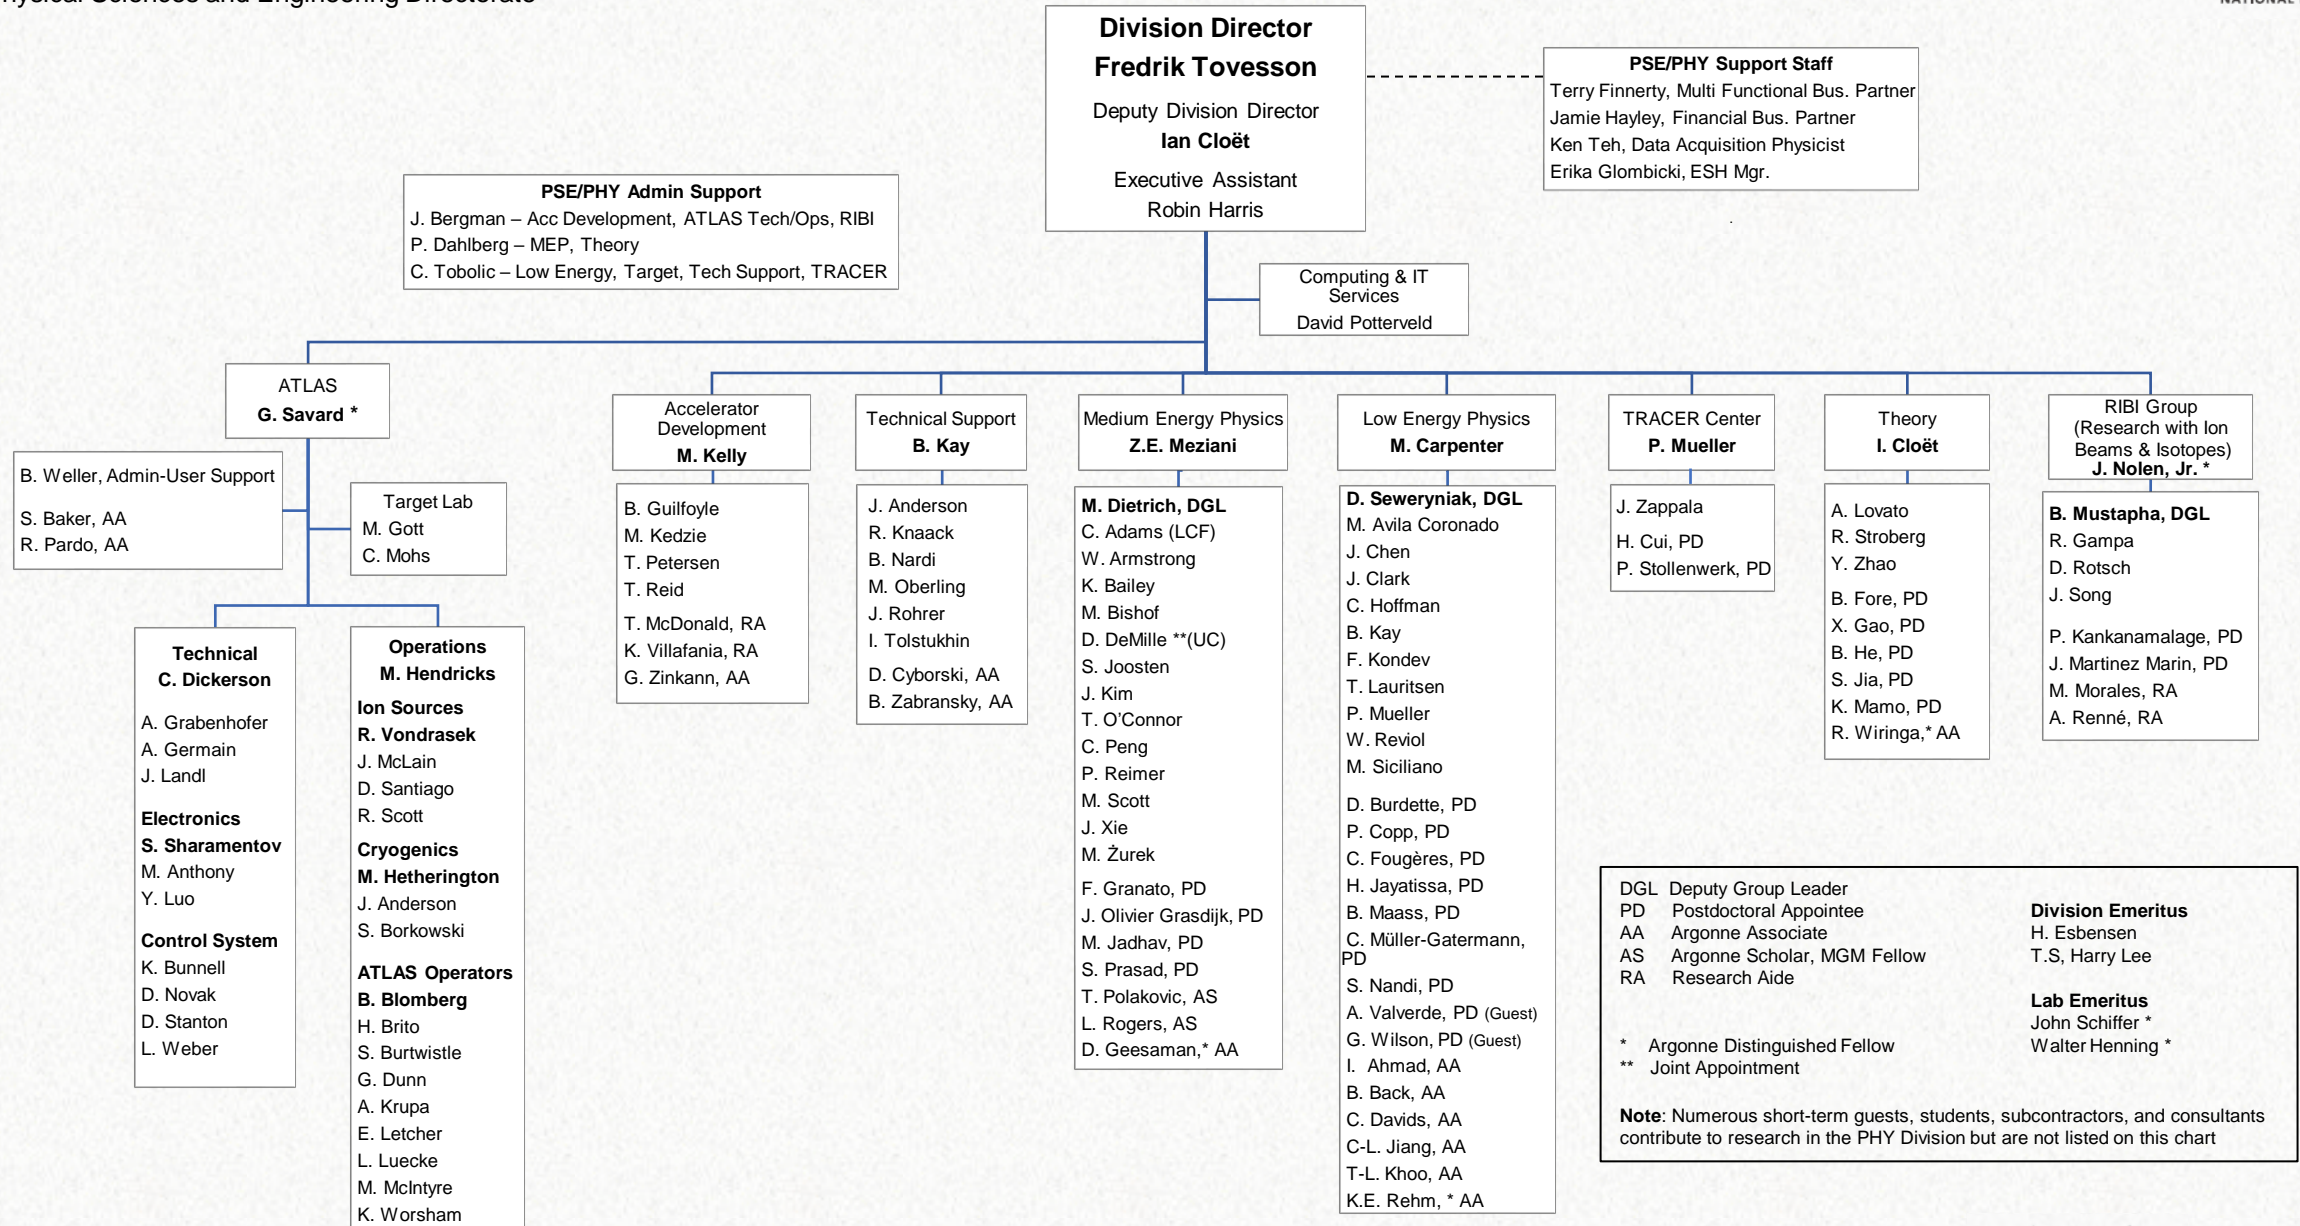 Physical Sciences and Engineering Directorate
NATIONAL
Division Director
Fredrik Tovesson
Deputy Division Director
Ian Cloët
Executive Assistant
Robin Harris
PSE/PHY Support Staff
Terry Finnerty, Multi Functional Bus. Partner
Jamie Hayley, Financial Bus. Partner
Ken Teh, Data Acquisition Physicist
Erika Glombicki, ESH Mgr.
PSE/PHY Admin Support
J. Bergman – Acc Development, ATLAS Tech/Ops, RIBI
P. Dahlberg – MEP, Theory
C. Tobolic – Low Energy, Target, Tech Support, TRACER
Computing & IT
Services
David Potterveld
ATLAS
G. Savard *
B. Weller, Admin-User Support
S. Baker, AA
R. Pardo, AA
Target Lab
M. Gott
C. Mohs
Technical
C. Dickerson
A. Grabenhofer
A. Germain
J. Landl
Electronics
S. Sharamentov
M. Anthony
Y. Luo
Control System
K. Bunnell
D. Novak
D. Stanton
L. Weber
Operations
M. Hendricks
Ion Sources
R. Vondrasek
J. McLain
D. Santiago
R. Scott
Cryogenics
M. Hetherington
J. Anderson
S. Borkowski
ATLAS Operators
B. Blomberg
H. Brito
S. Burtwistle
G. Dunn
A. Krupa
E. Letcher
L. Luecke
M. McIntyre
K. Worsham
Accelerator
Development
M. Kelly
B. Guilfoyle
M. Kedzie
T. Petersen
T. Reid
T. McDonald, RA
K. Villafania, RA
G. Zinkann, AA
Technical Support
B. Kay
J. Anderson
R. Knaack
B. Nardi
M. Oberling
J. Rohrer
I. Tolstukhin
D. Cyborski, AA
B. Zabransky, AA
Medium Energy Physics
Z.E. Meziani
M. Dietrich, DGL
C. Adams (LCF)
W. Armstrong
K. Bailey
M. Bishof
D. DeMille **(UC)
S. Joosten
J. Kim
T. O’Connor
C. Peng
P. Reimer
M. Scott
J. Xie
M. Żurek
F. Granato, PD
J. Olivier Grasdijk, PD
M. Jadhav, PD
S. Prasad, PD
T. Polakovic, AS
L. Rogers, AS
D. Geesaman,* AA
Low Energy Physics
M. Carpenter
D. Seweryniak, DGL
M. Avila Coronado
J. Chen
J. Clark
C. Hoffman
B. Kay
F. Kondev
T. Lauritsen
P. Mueller
W. Reviol
M. Siciliano
D. Burdette, PD
P. Copp, PD
C. Fougères, PD
H. Jayatissa, PD
B. Maass, PD
C. Müller-Gatermann,
PD
S. Nandi, PD
A. Valverde, PD (Guest)
G. Wilson, PD (Guest)
I. Ahmad, AA
B. Back, AA
C. Davids, AA
C-L. Jiang, AA
T-L. Khoo, AA
K.E. Rehm, * AA
TRACER Center
P. Mueller
J. Zappala
H. Cui, PD
P. Stollenwerk, PD
Theory
I. Cloët
A. Lovato
R. Stroberg
Y. Zhao
B. Fore, PD
X. Gao, PD
B. He, PD
S. Jia, PD
K. Mamo, PD
R. Wiringa,* AA
RIBI Group
(Research with Ion
Beams & Isotopes)
J. Nolen, Jr. *
B. Mustapha, DGL
R. Gampa
D. Rotsch
J. Song
P. Kankanamalage, PD
J. Martinez Marin, PD
M. Morales, RA
A. Renné, RA
DGL Deputy Group Leader
PD Postdoctoral Appointee
AA Argonne Associate
AS Argonne Scholar, MGM Fellow
RA Research Aide
* Argonne Distinguished Fellow
** Joint Appointment
Division Emeritus
H. Esbensen
T.S, Harry Lee
Lab Emeritus
John Schiffer *
Walter Henning *
Note: Numerous short-term guests, students, subcontractors, and consultants
contribute to research in the PHY Division but are not listed on this chart